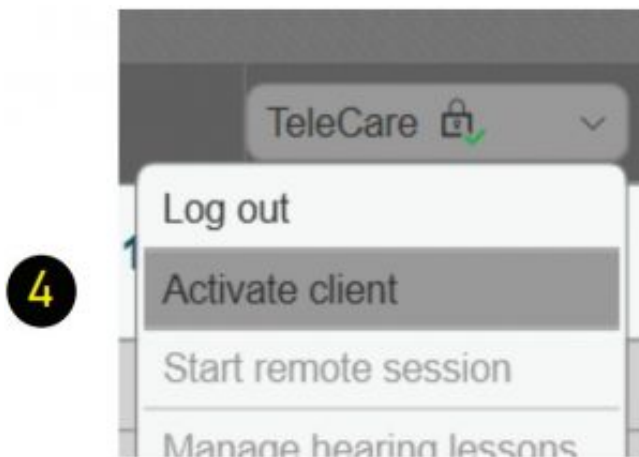 TeleCare
Log out
4
Activate client
Start remote session
Manage hearing lessons